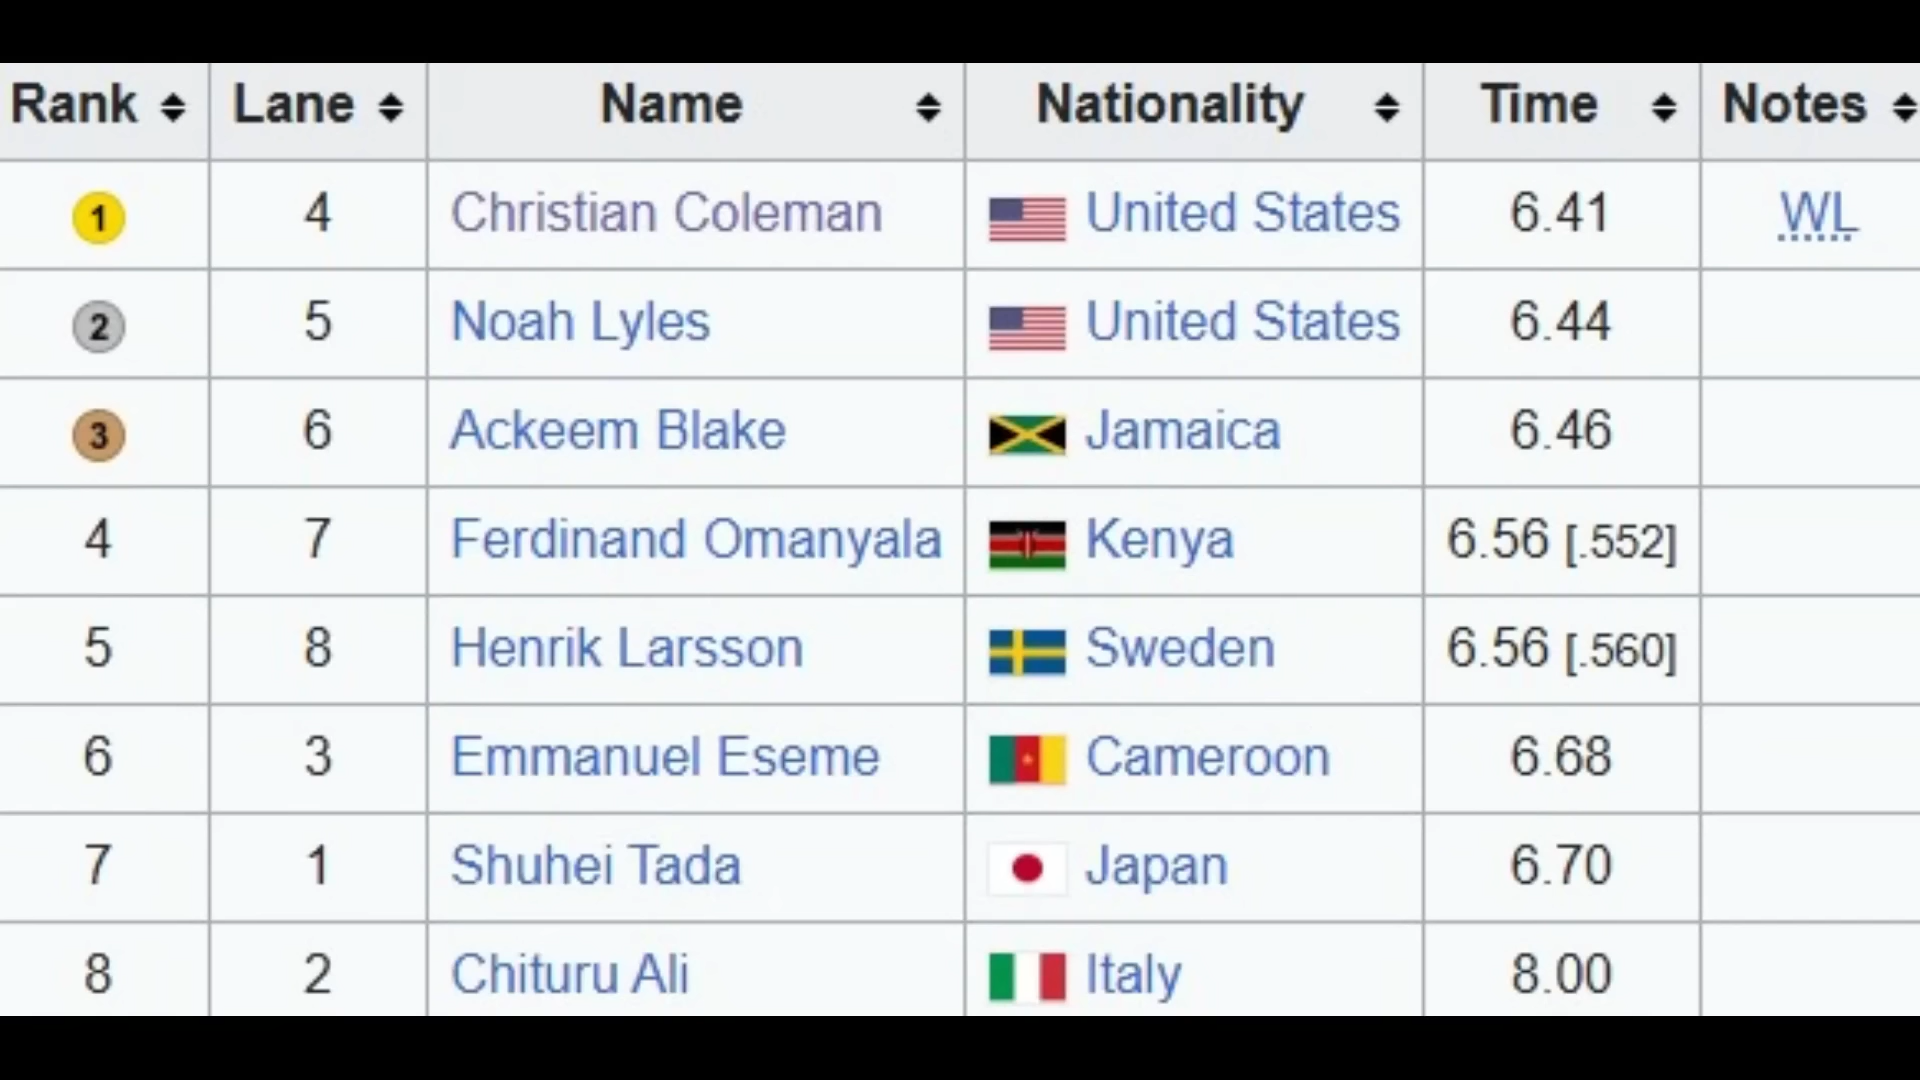 Rank Lane Name Nationality Time Notes
1 4 Christian Coleman United States 6.41 WL
2 5 Noah Lyles United States 6.44
3 6 Ackeem Blake Jamaica 6.46
4 7 Ferdinand Omanyala Kenya 6.56 [.552]
5 8 Henrik Larsson Sweden 6.56 [.560]
6 3 Emmanuel Eseme Cameroon 6.68
7 1 Shuhei Tada Japan 6.70
8 2 Chituru Ali Italy 8.00